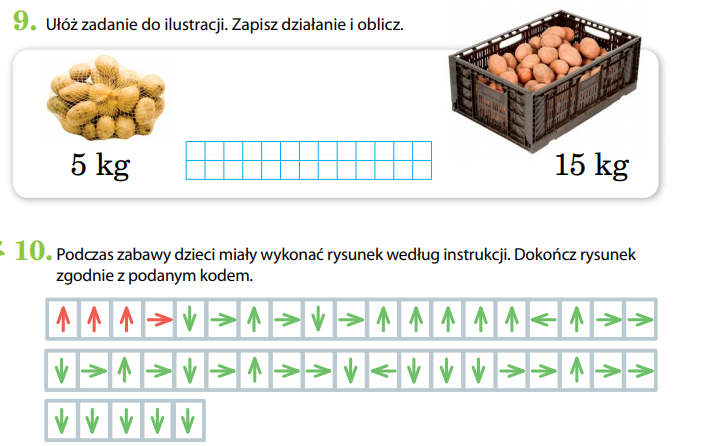 9. Ułóż zadanie do ilustracji. Zapisz działanie i oblicz.
5 kg
15 kg
10. Podczas zabawy dzieci miały wykonać rysunek według instrukcji. Dokończ rysunek
zgodnie z podanym kodem.